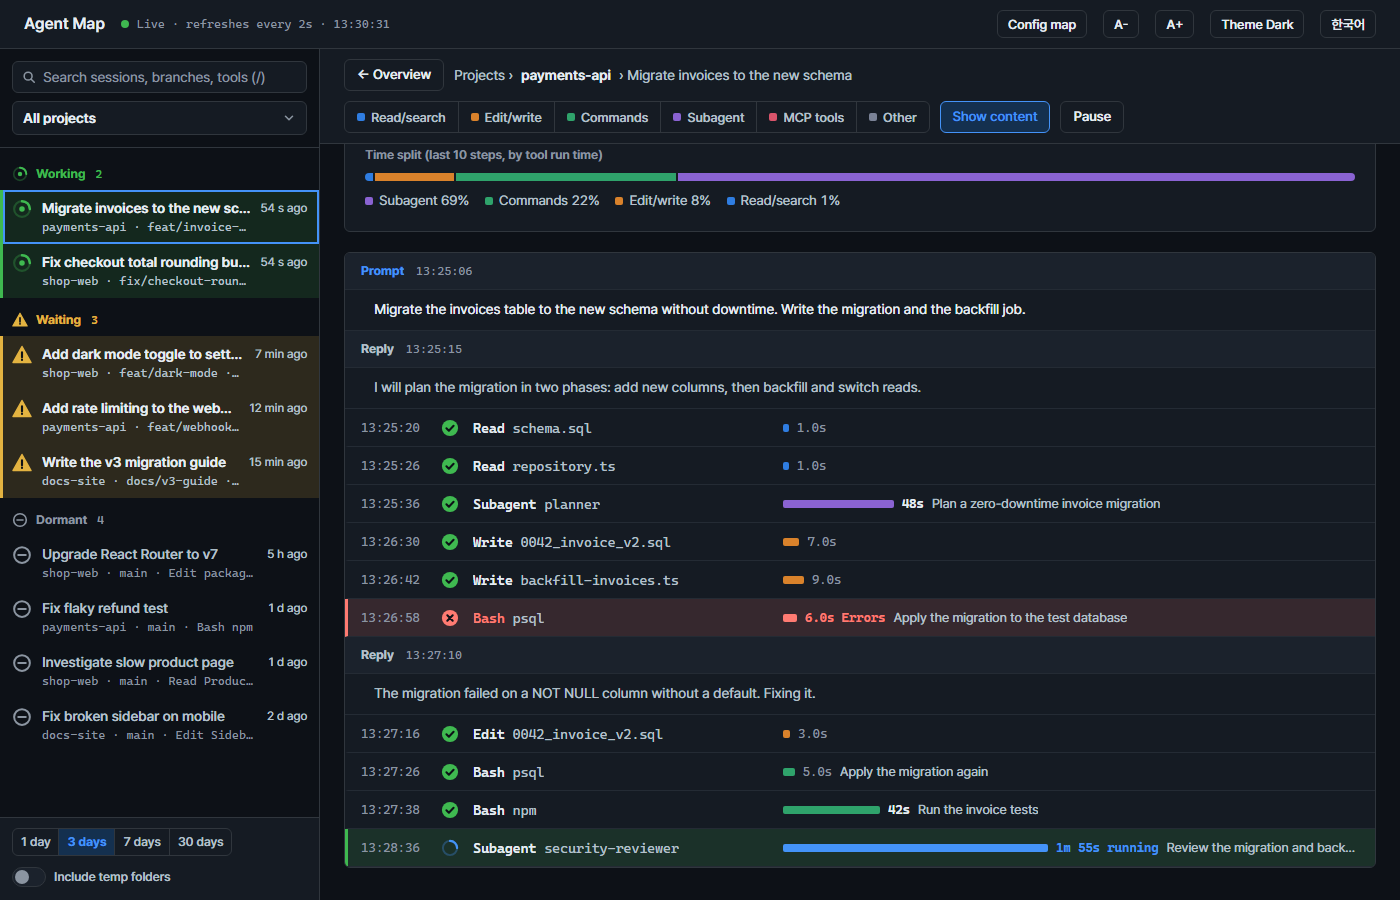 Agent Map
Live · refreshes every 2s · 13:30:31
Config map
A-
A+
Theme Dark
한국어
Search sessions, branches, tools (/)
All projects
Working 2
Migrate invoices to the new sc... 54 s ago
payments-api · feat/invoice-…
Fix checkout total rounding bu... 54 s ago
shop-web · fix/checkout-roun…
Waiting 3
Add dark mode toggle to sett... 7 min ago
shop-web · feat/dark-mode ·…
Add rate limiting to the web... 12 min ago
payments-api · feat/webhook…
Write the v3 migration guide 15 min ago
docs-site · docs/v3-guide ·…
Dormant 4
Upgrade React Router to v7 5 h ago
shop-web · main · Edit packag…
Fix flaky refund test 1 d ago
payments-api · main · Bash npm
Investigate slow product page 1 d ago
shop-web · main · Read Produc…
Fix broken sidebar on mobile 2 d ago
docs-site · main · Edit Sideb…
1 day
3 days
7 days
30 days
Include temp folders
← Overview
Projects › payments-api › Migrate invoices to the new schema
Read/search
Edit/write
Commands
Subagent
MCP tools
Other
Show content
Pause
Time split (last 10 steps, by tool run time)
Subagent 69% Commands 22% Edit/write 8% Read/search 1%
Prompt 13:25:06
Migrate the invoices table to the new schema without downtime. Write the migration and the backfill job.
Reply 13:25:15
I will plan the migration in two phases: add new columns, then backfill and switch reads.
13:25:20 Read schema.sql 1.0s
13:25:26 Read repository.ts 1.0s
13:25:36 Subagent planner 48s Plan a zero-downtime invoice migration
13:26:30 Write 0042_invoice_v2.sql 7.0s
13:26:42 Write backfill-invoices.ts 9.0s
13:26:58 Bash psql 6.0s Errors Apply the migration to the test database
Reply 13:27:10
The migration failed on a NOT NULL column without a default. Fixing it.
13:27:16 Edit 0042_invoice_v2.sql 3.0s
13:27:26 Bash psql 5.0s Apply the migration again
13:27:38 Bash npm 42s Run the invoice tests
13:28:36 Subagent security-reviewer 1m 55s running Review the migration and back...